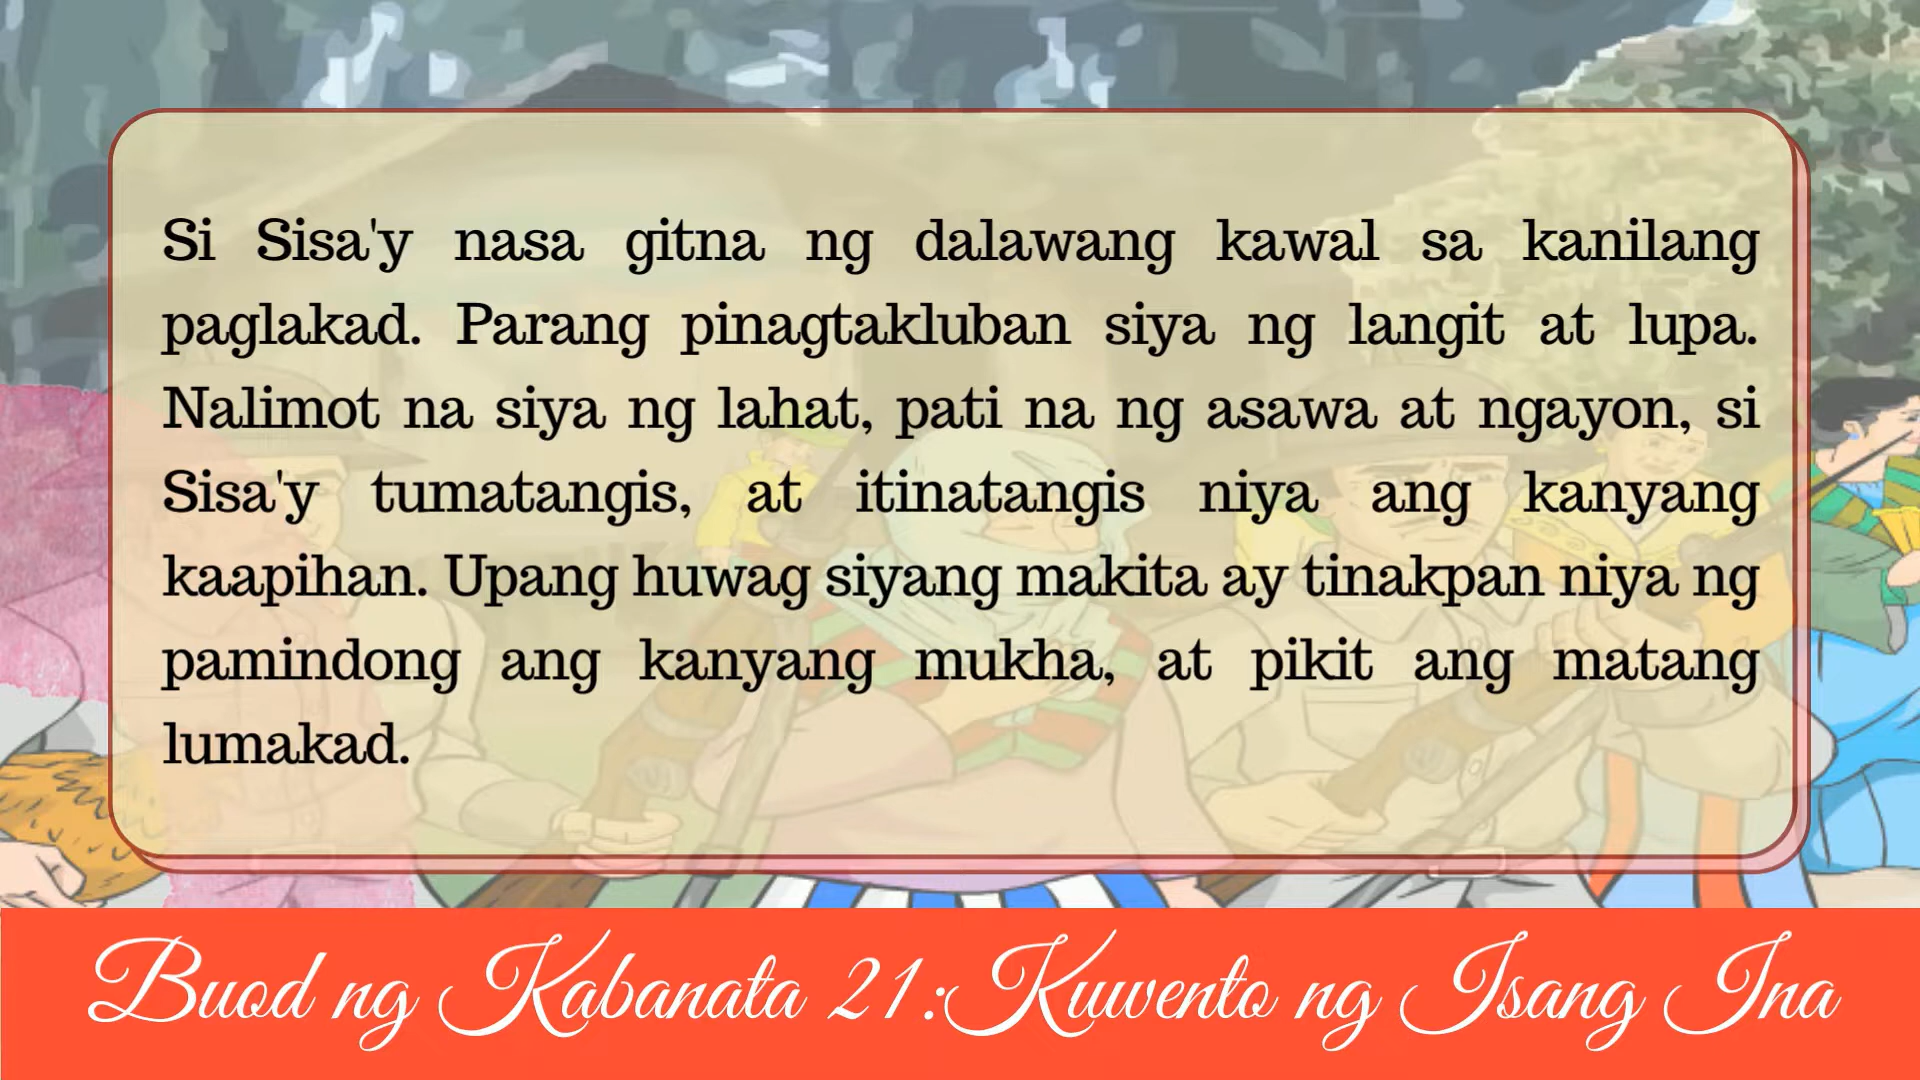 Si Sisa'y nasa gitna ng dalawang kawal sa kanilang
paglakad. Parang pinagtakluban siya ng langit at lupa.
Nalimot na siya ng lahat, pati na ng asawa at ngayon, si
Sisa'y tumatangis, at itinatangis niya ang kanyang
kaapihan. Upang huwag siyang makita ay tinakpan niya ng
pamindong ang kanyang mukha, at pikit ang matang
lumakad.
Buod ng Kabanata 21:Kuwento ng Isang Ina